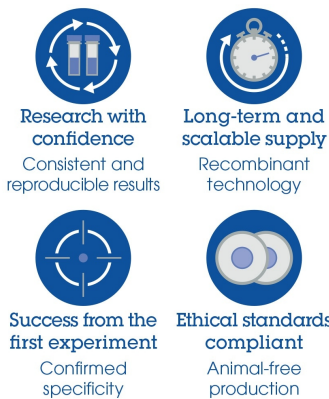 Research with
confidence
Consistent and
reproducible results
Long-term and
scalable supply
Recombinant
technology
Success from the
first experiment
Confirmed
specificity
Ethical standards
compliant
Animal-free
production